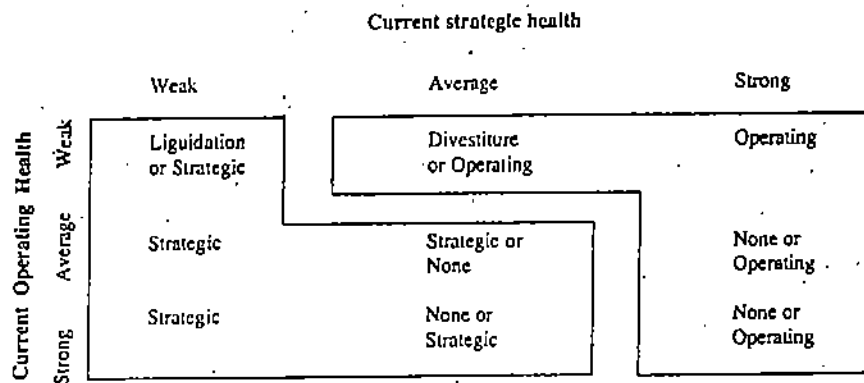 Current strategic health
Weak Average Strong
Current Operating Health
Weak
Liguidation
or Strategic
Divestiture
or Operating
Operating
Average
Strategic
Strategic or
None
None or
Operating
Strong
Strategic
None or
Strategic
None or
Operating